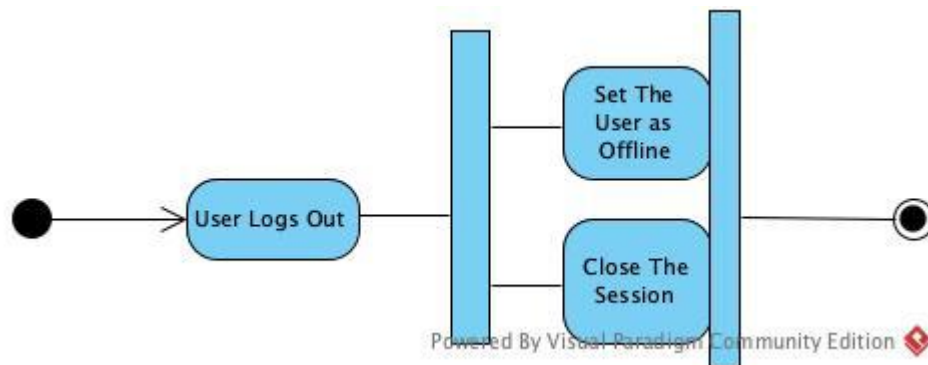 Set The
User as
Offline
User Logs Out
Close The
Session
Powered By Visual Paradigm Community Edition